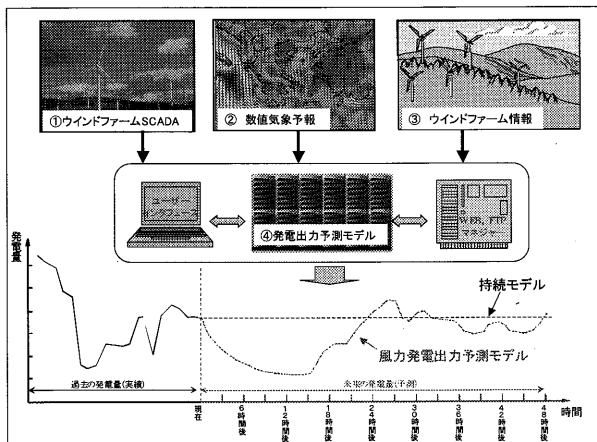 ①ウインドファームSCADA
② 数値気象予報
③ ウインドファーム情報
ユーザー
インタフェース
④発電出力予測モデル
WEB, FTP
マネジャー
発電量
持続モデル
風力発電出力予測モデル
過去の発電量(実績)
未来の発電量(予測)
現在
6時間後
12時間後
18時間後
24時間後
30時間後
36時間後
42時間後
48時間後
時間